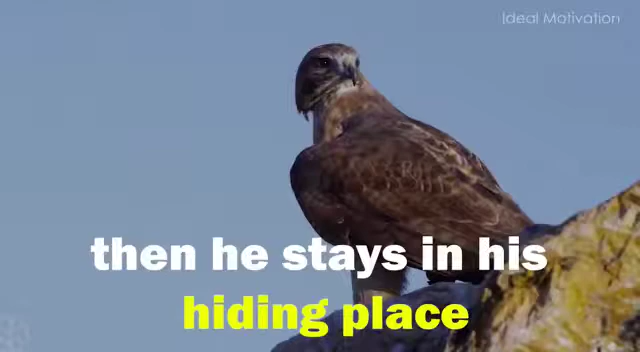 Ideal Motivation
then he stays in his
hiding place